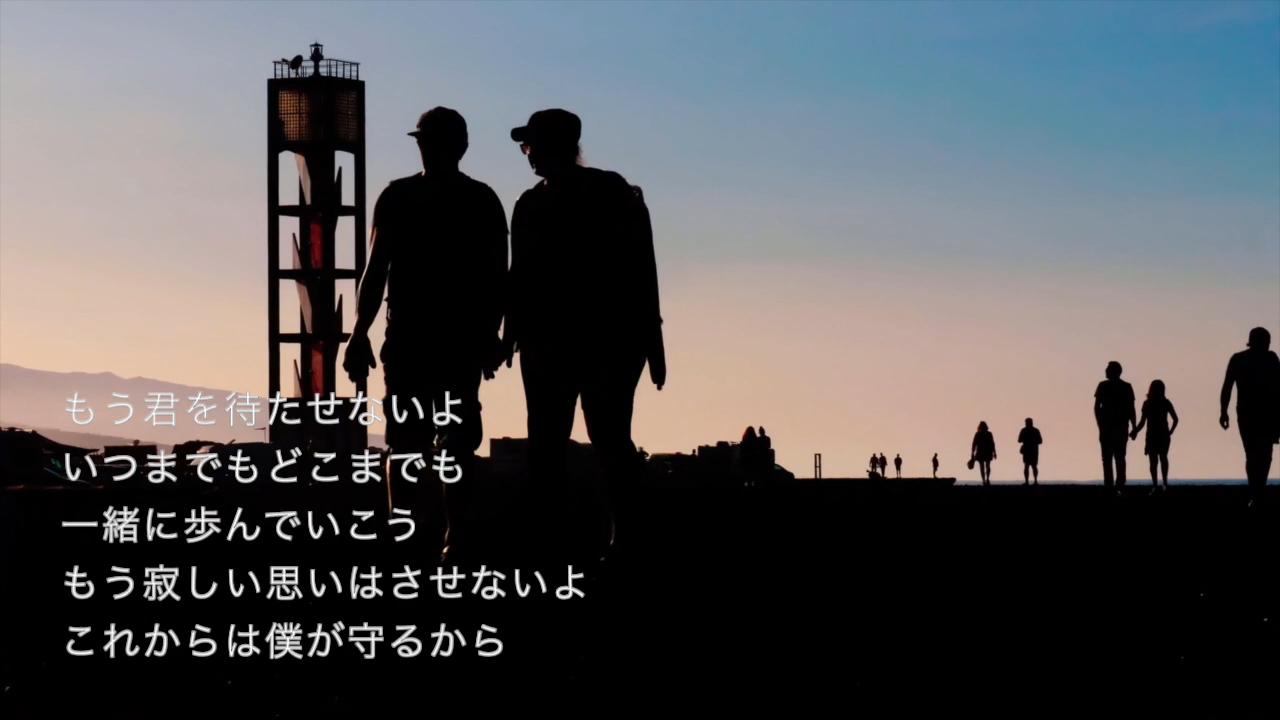 もう君を待たせないよ
いつまでもどこまでも
一緒に歩んでいこう
もう寂しい思いはさせないよ
これからは僕が守るから